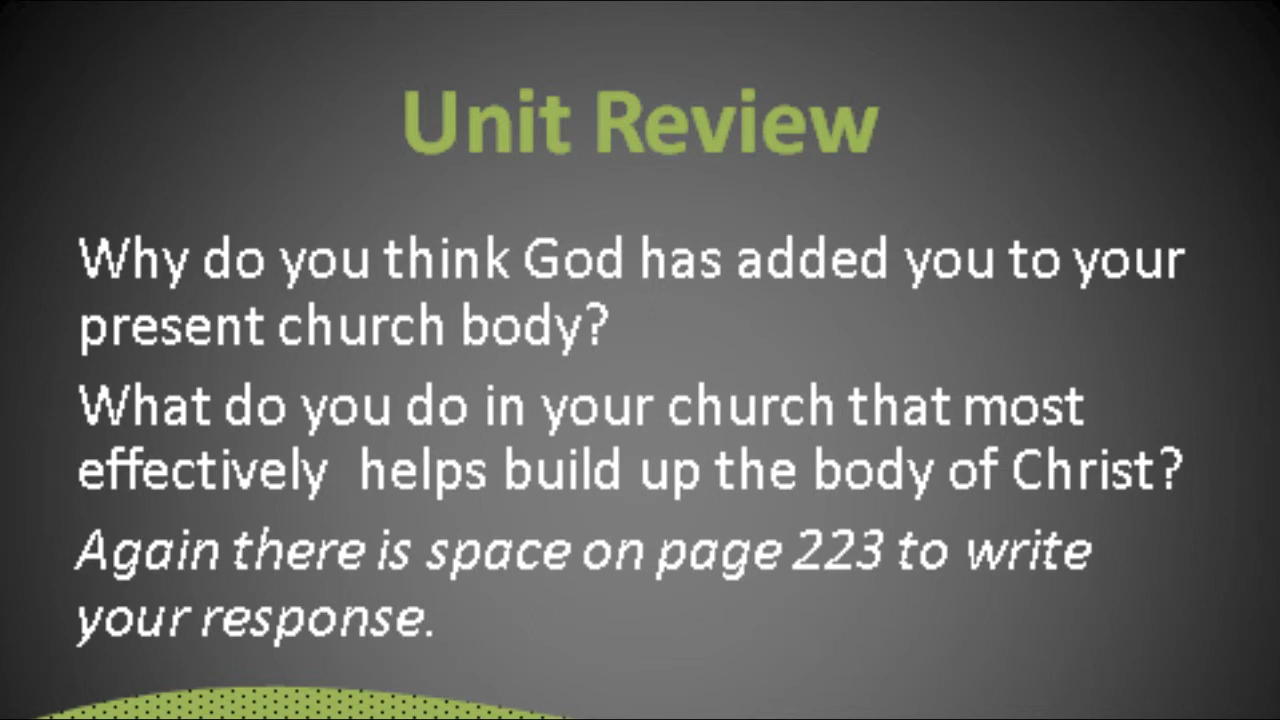 Unit Review
Why do you think God has added you to your
present church body?
What do you do in your church that most
effectively  helps build up the body of Christ?
Again there is space on page 223 to write
your response.